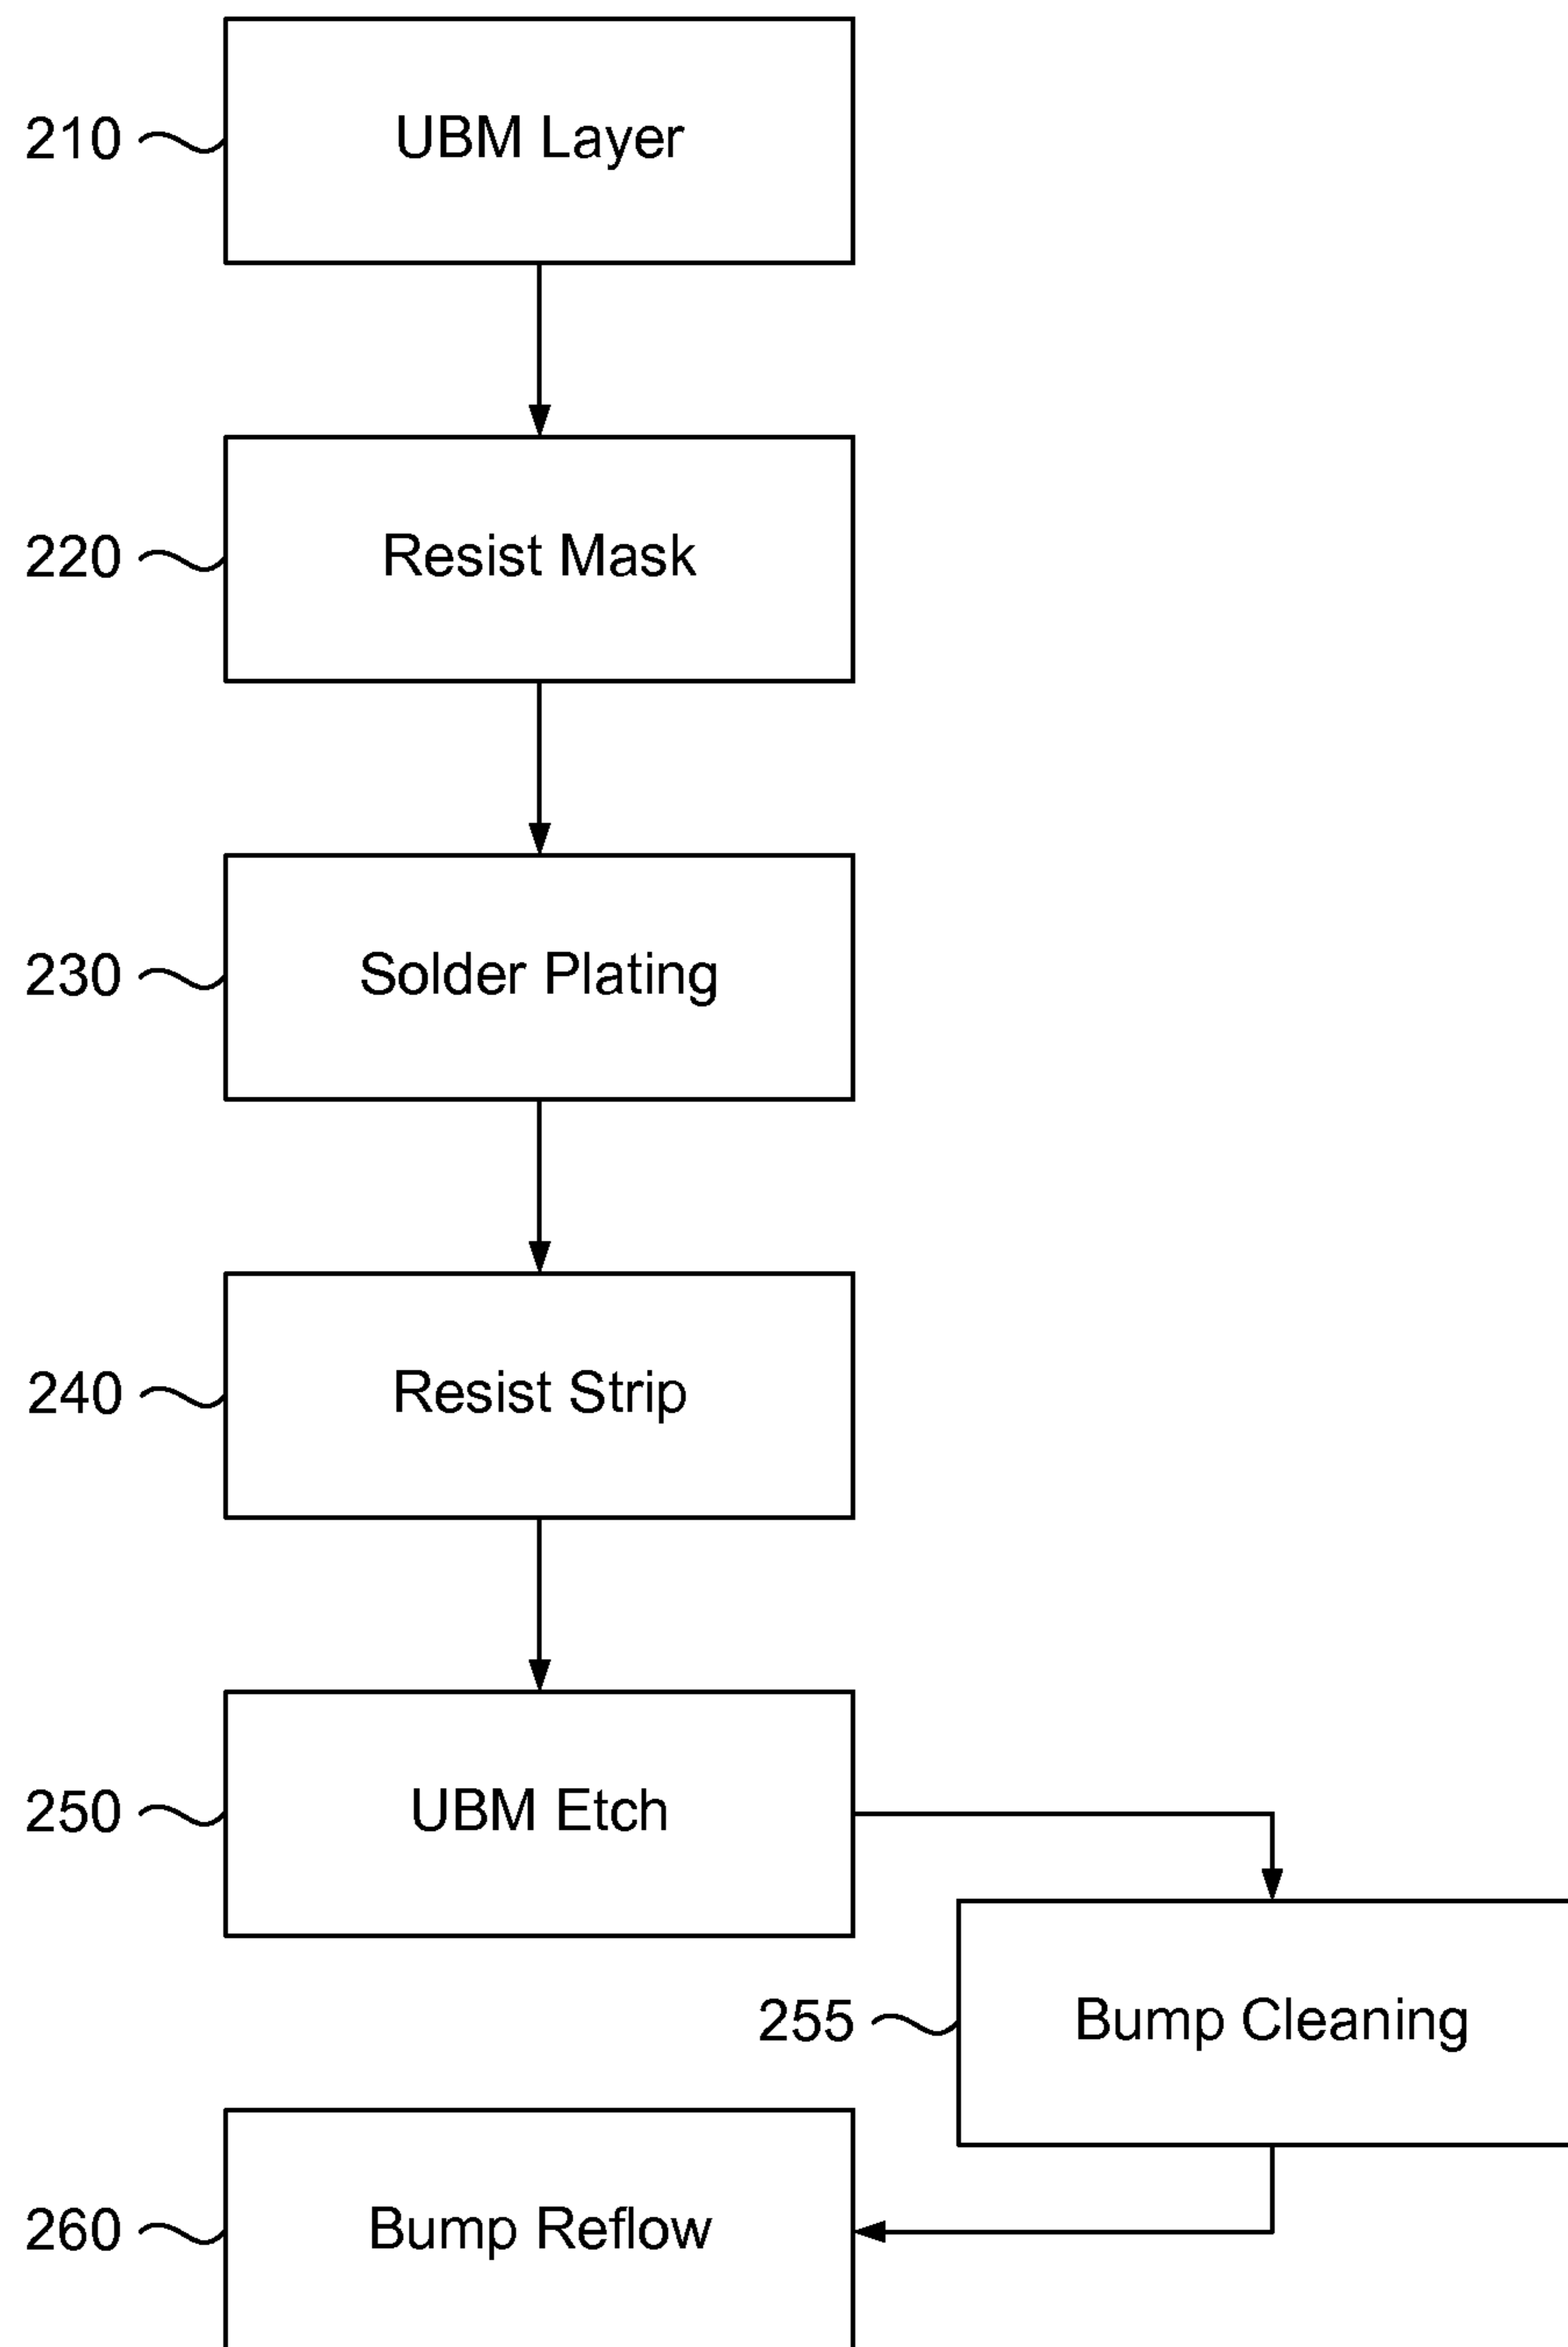 210 UBM Layer
220 Resist Mask
230 Solder Plating
240 Resist Strip
250 UBM Etch
255 Bump Cleaning
260 Bump Reflow